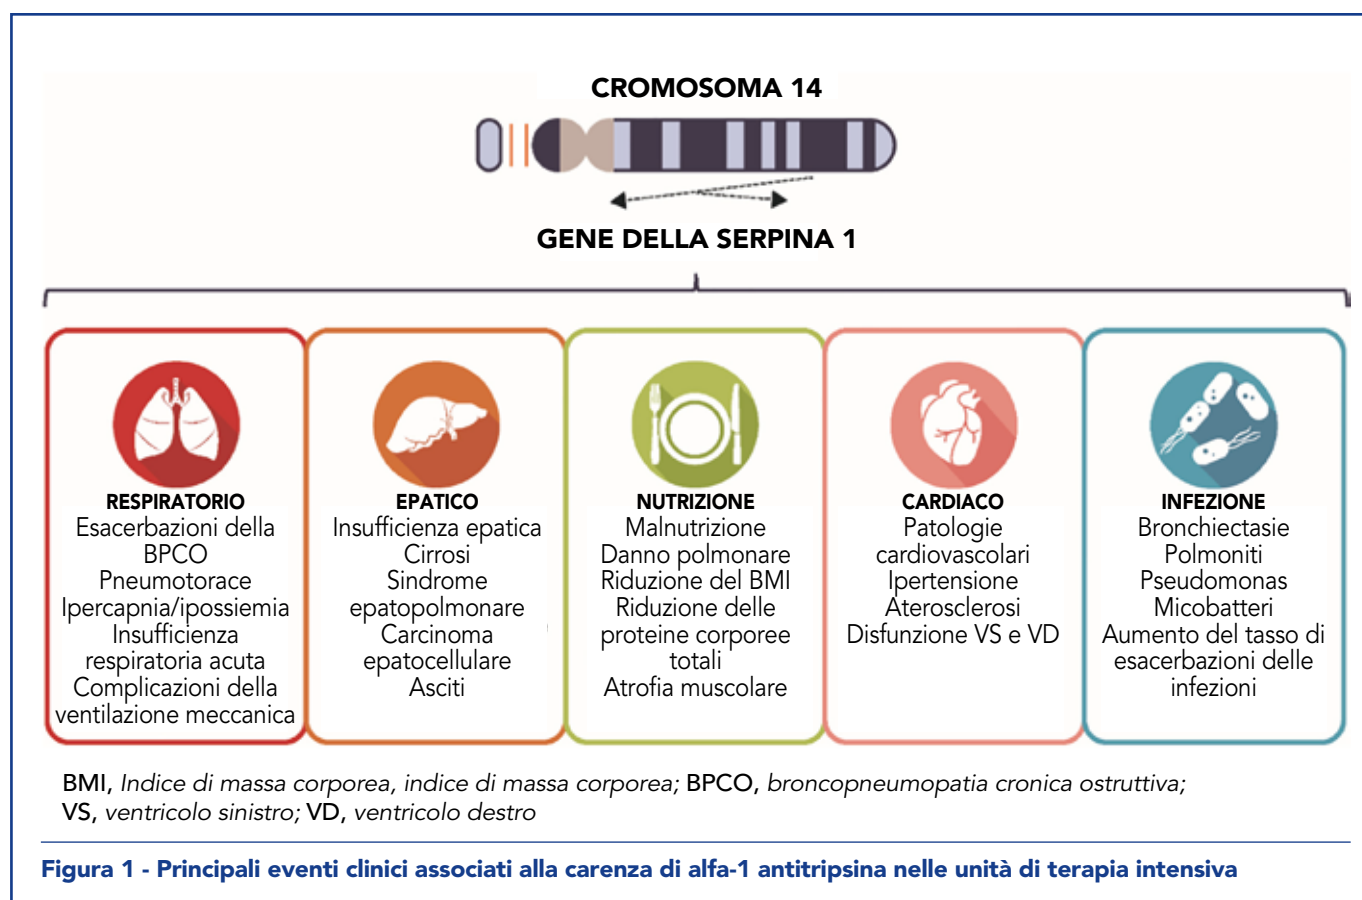 CROMOSOMA 14
GENE DELLA SERPINA 1
RESPIRATORIO
Esacerbazioni della
BPCO
Pneumotorace
Ipercapnia/ipossiemia
Insufficienza
respiratoria acuta
Complicazioni della
ventilazione meccanica
EPATICO
Insufficienza epatica
Cirrosi
Sindrome
epatopolmonare
Carcinoma
epatocellulare
Asciti
NUTRIZIONE
Malnutrizione
Danno polmonare
Riduzione del BMI
Riduzione delle
proteine corporee
totali
Atrofia muscolare
CARDIACO
Patologie
cardiovascolari
Ipertensione
Aterosclerosi
Disfunzione VS e VD
INFEZIONE
Bronchiectasie
Polmoniti
Pseudomonas
Micobatteri
Aumento del tasso di
esacerbazioni delle
infezioni
BMI, Indice di massa corporea, indice di massa corporea; BPCO, broncopneumopatia cronica ostruttiva;
VS, ventricolo sinistro; VD, ventricolo destro
Figura 1 - Principali eventi clinici associati alla carenza di alfa-1 antitripsina nelle unità di terapia intensiva